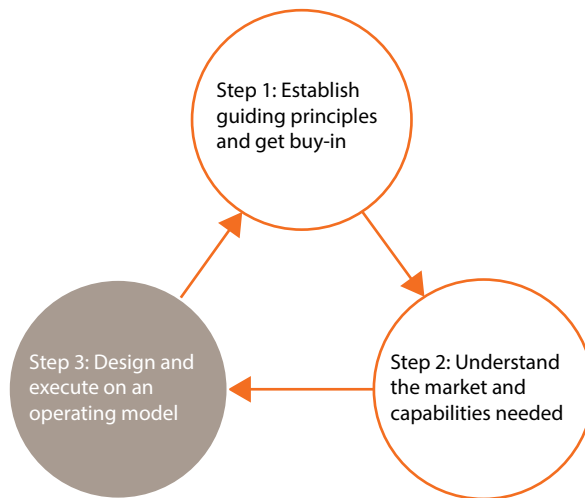 Step 1: Establish
guiding principles
and get buy-in
Step 2: Understand
the market and
capabilities needed
Step 3: Design and
execute on an
operating model